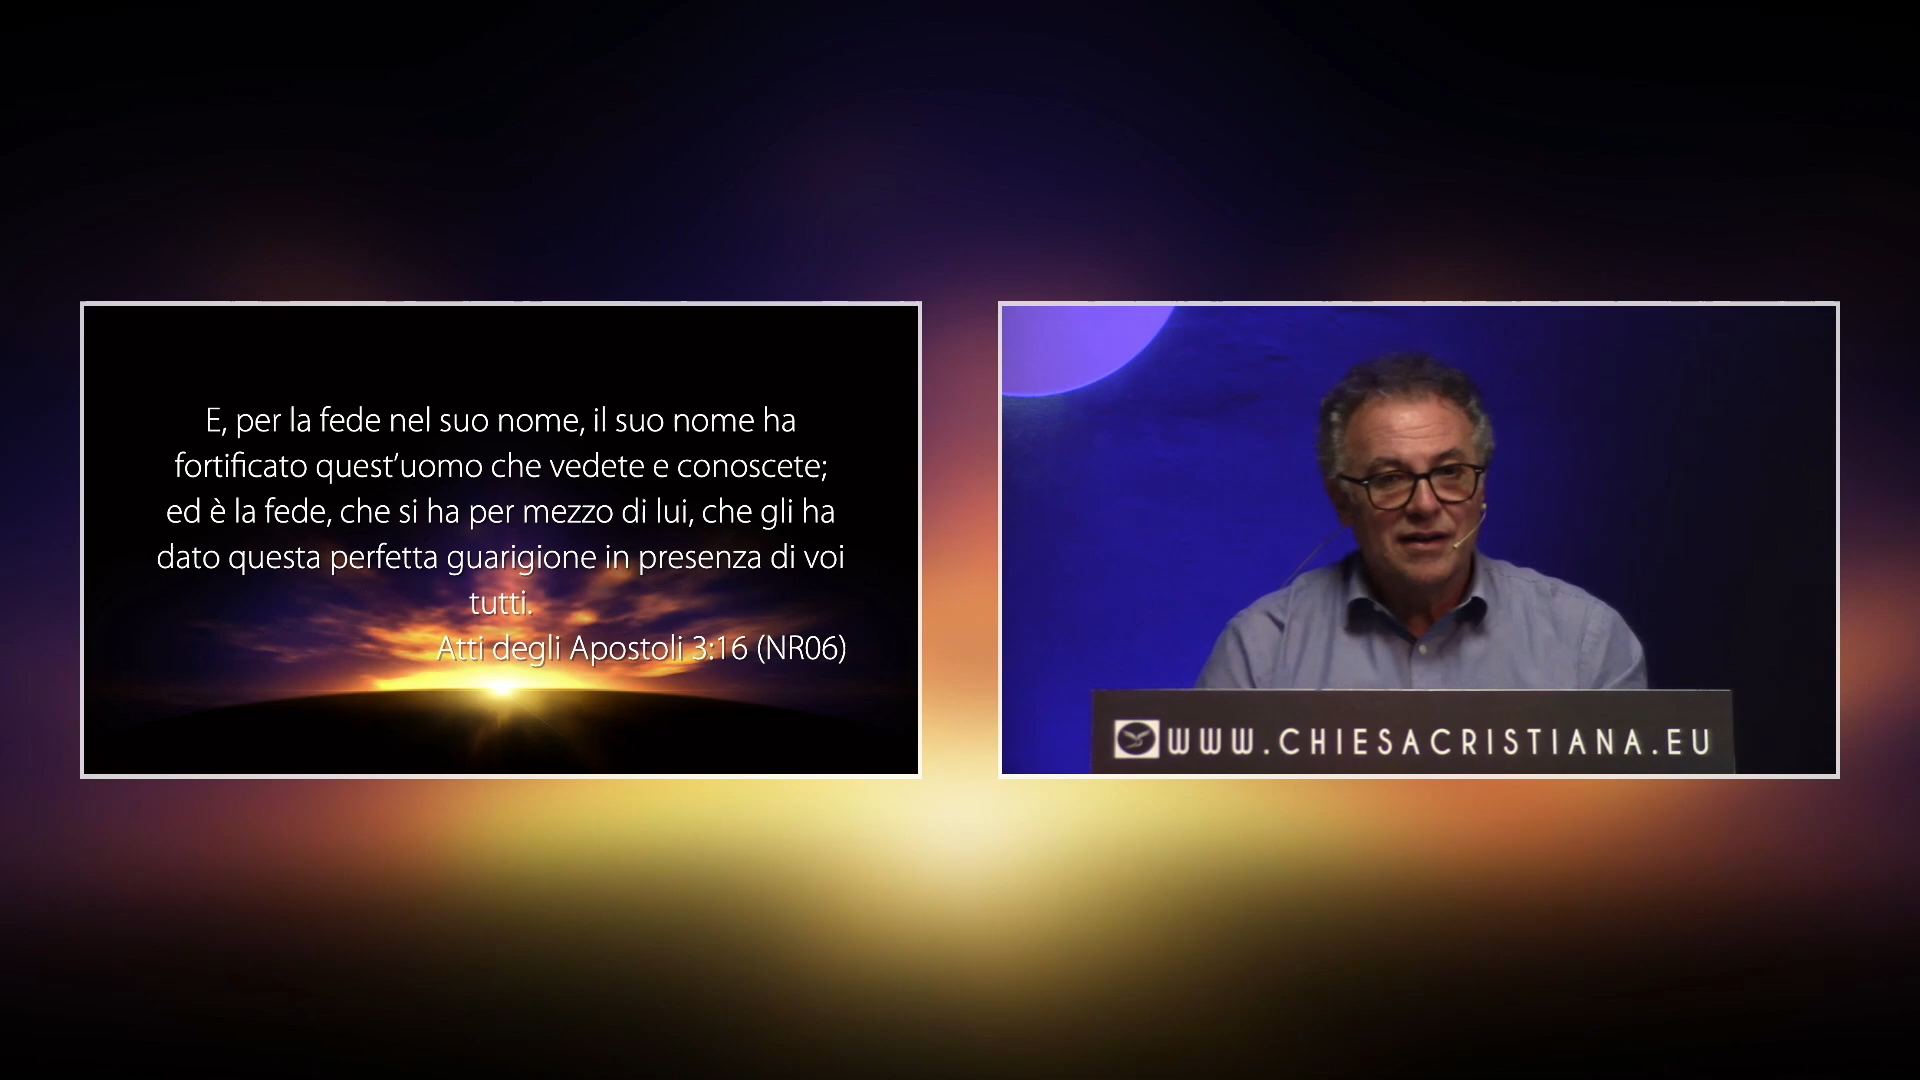 E, per la fede nel suo nome, il suo nome ha
fortificato quest’uomo che vedete e conoscete;
ed è la fede, che si ha per mezzo di lui, che gli ha
dato questa perfetta guarigione in presenza di voi
tutti.
Atti degli Apostoli 3:16 (NR06)
WWW.CHIESACRISTIANA.EU